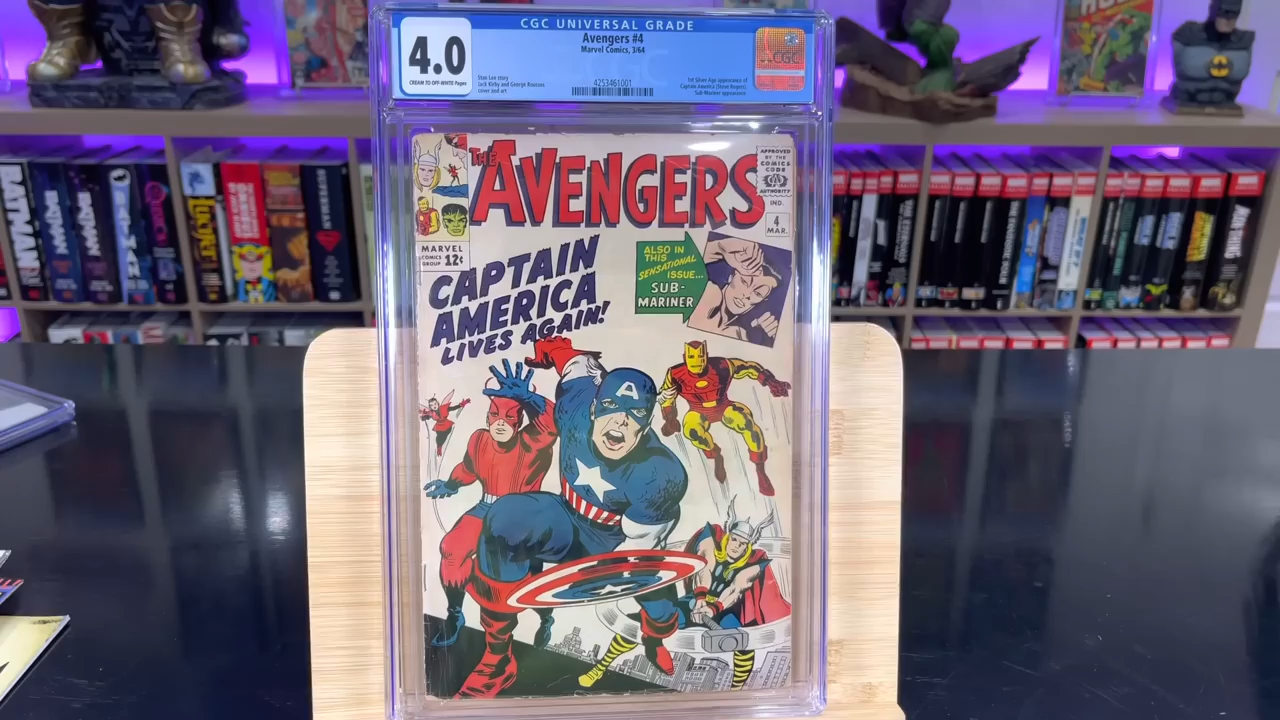 CGC UNIVERSAL GRADE
4.0
CREAM TO OFF-WHITE Pages
Avengers #4
Marvel Comics, 3/64
Stan Lee story
Jack Kirby and George Roussos
cover and art
4253461001
1st Silver Age appearance of
Captain America (Steve Rogers)
Sub-Mariner appearance
CGC
THE AVENGERS
APPROVED
BY THE
COMICS
CODE
AUTHORITY
IND.
4
MAR.
MARVEL
COMICS
GROUP
12¢
CAPTAIN
AMERICA
LIVES AGAIN!
ALSO IN
THIS
SENSATIONAL
ISSUE...
SUB-
MARINER
A
BATMAN